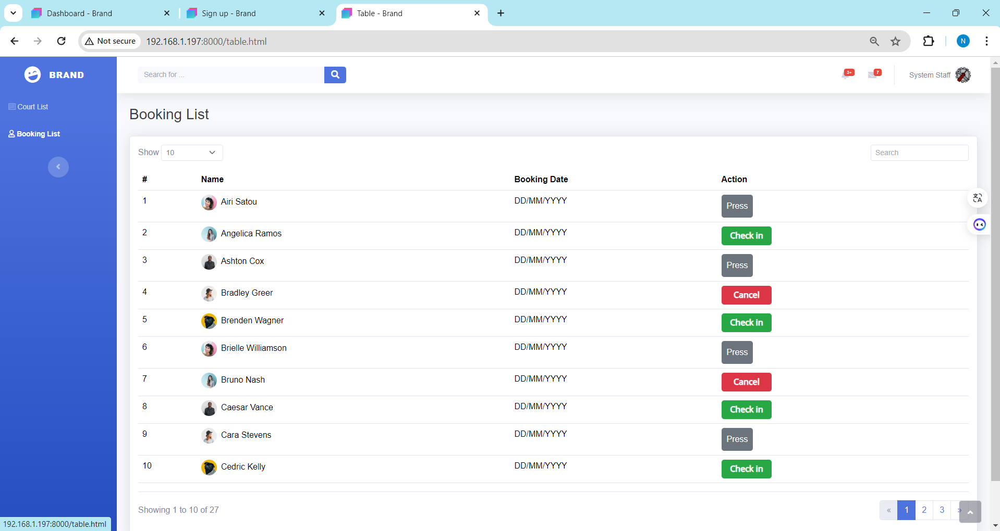 Dashboard - Brand
Sign up - Brand
Table - Brand
Not secure
192.168.1.197:8000/table.html
N
BRAND
Search for ...
3+
7
System Staff
Court List
Booking List
Booking List
Show 10
Search
# Name Booking Date Action
1 Airi Satou DD/MM/YYYY Press
2 Angelica Ramos DD/MM/YYYY Check in
3 Ashton Cox DD/MM/YYYY Press
4 Bradley Greer DD/MM/YYYY Cancel
5 Brenden Wagner DD/MM/YYYY Check in
6 Brielle Williamson DD/MM/YYYY Press
7 Bruno Nash DD/MM/YYYY Cancel
8 Caesar Vance DD/MM/YYYY Check in
9 Cara Stevens DD/MM/YYYY Press
10 Cedric Kelly DD/MM/YYYY Check in
Showing 1 to 10 of 27
« 1 2 3 »
192.168.1.197:8000/table.html